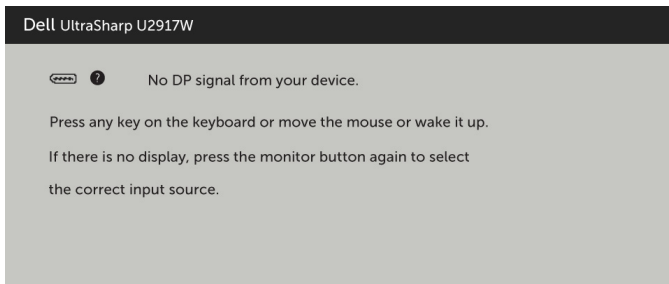 Dell UltraSharp U2917W
? No DP signal from your device.
Press any key on the keyboard or move the mouse or wake it up.
If there is no display, press the monitor button again to select
the correct input source.